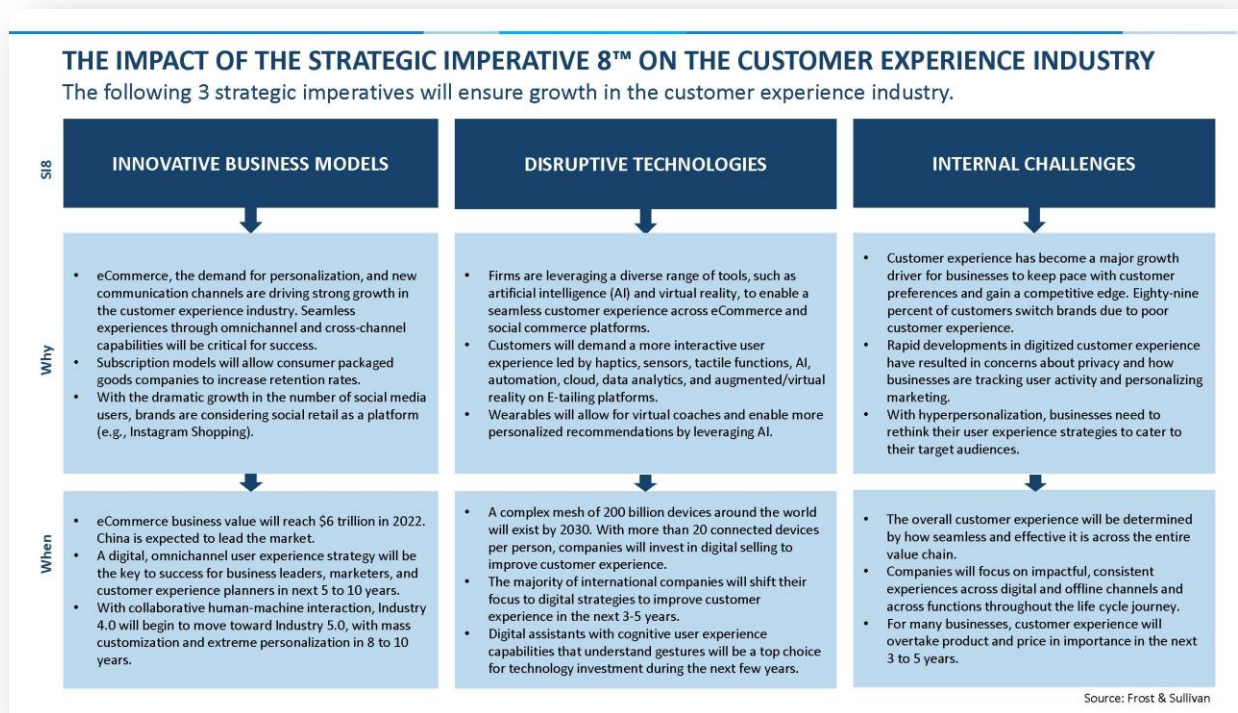 THE IMPACT OF THE STRATEGIC IMPERATIVE 8™ ON THE CUSTOMER EXPERIENCE INDUSTRY
The following 3 strategic imperatives will ensure growth in the customer experience industry.
SI8
INNOVATIVE BUSINESS MODELS
DISRUPTIVE TECHNOLOGIES
INTERNAL CHALLENGES
Why
• eCommerce, the demand for personalization, and new
communication channels are driving strong growth in
the customer experience industry. Seamless
experiences through omnichannel and cross-channel
capabilities will be critical for success.
• Subscription models will allow consumer packaged
goods companies to increase retention rates.
• With the dramatic growth in the number of social media
users, brands are considering social retail as a platform
(e.g., Instagram Shopping).
• Firms are leveraging a diverse range of tools, such as
artificial intelligence (AI) and virtual reality, to enable a
seamless customer experience across eCommerce and
social commerce platforms.
• Customers will demand a more interactive user
experience led by haptics, sensors, tactile functions, AI,
automation, cloud, data analytics, and augmented/virtual
reality on E-tailing platforms.
• Wearables will allow for virtual coaches and enable more
personalized recommendations by leveraging AI.
• Customer experience has become a major growth
driver for businesses to keep pace with customer
preferences and gain a competitive edge. Eighty-nine
percent of customers switch brands due to poor
customer experience.
• Rapid developments in digitized customer experience
have resulted in concerns about privacy and how
businesses are tracking user activity and personalizing
marketing.
• With hyperpersonalization, businesses need to
rethink their user experience strategies to cater to
their target audiences.
When
• eCommerce business value will reach $6 trillion in 2022.
China is expected to lead the market.
• A digital, omnichannel user experience strategy will be
the key to success for business leaders, marketers, and
customer experience planners in next 5 to 10 years.
• With collaborative human-machine interaction, Industry
4.0 will begin to move toward Industry 5.0, with mass
customization and extreme personalization in 8 to 10
years.
• A complex mesh of 200 billion devices around the world
will exist by 2030. With more than 20 connected devices
per person, companies will invest in digital selling to
improve customer experience.
• The majority of international companies will shift their
focus to digital strategies to improve customer
experience in the next 3-5 years.
• Digital assistants with cognitive user experience
capabilities that understand gestures will be a top choice
for technology investment during the next few years.
• The overall customer experience will be determined
by how seamless and effective it is across the entire
value chain.
• Companies will focus on impactful, consistent
experiences across digital and offline channels and
across functions throughout the life cycle journey.
• For many businesses, customer experience will
overtake product and price in importance in the next
3 to 5 years.
Source: Frost & Sullivan